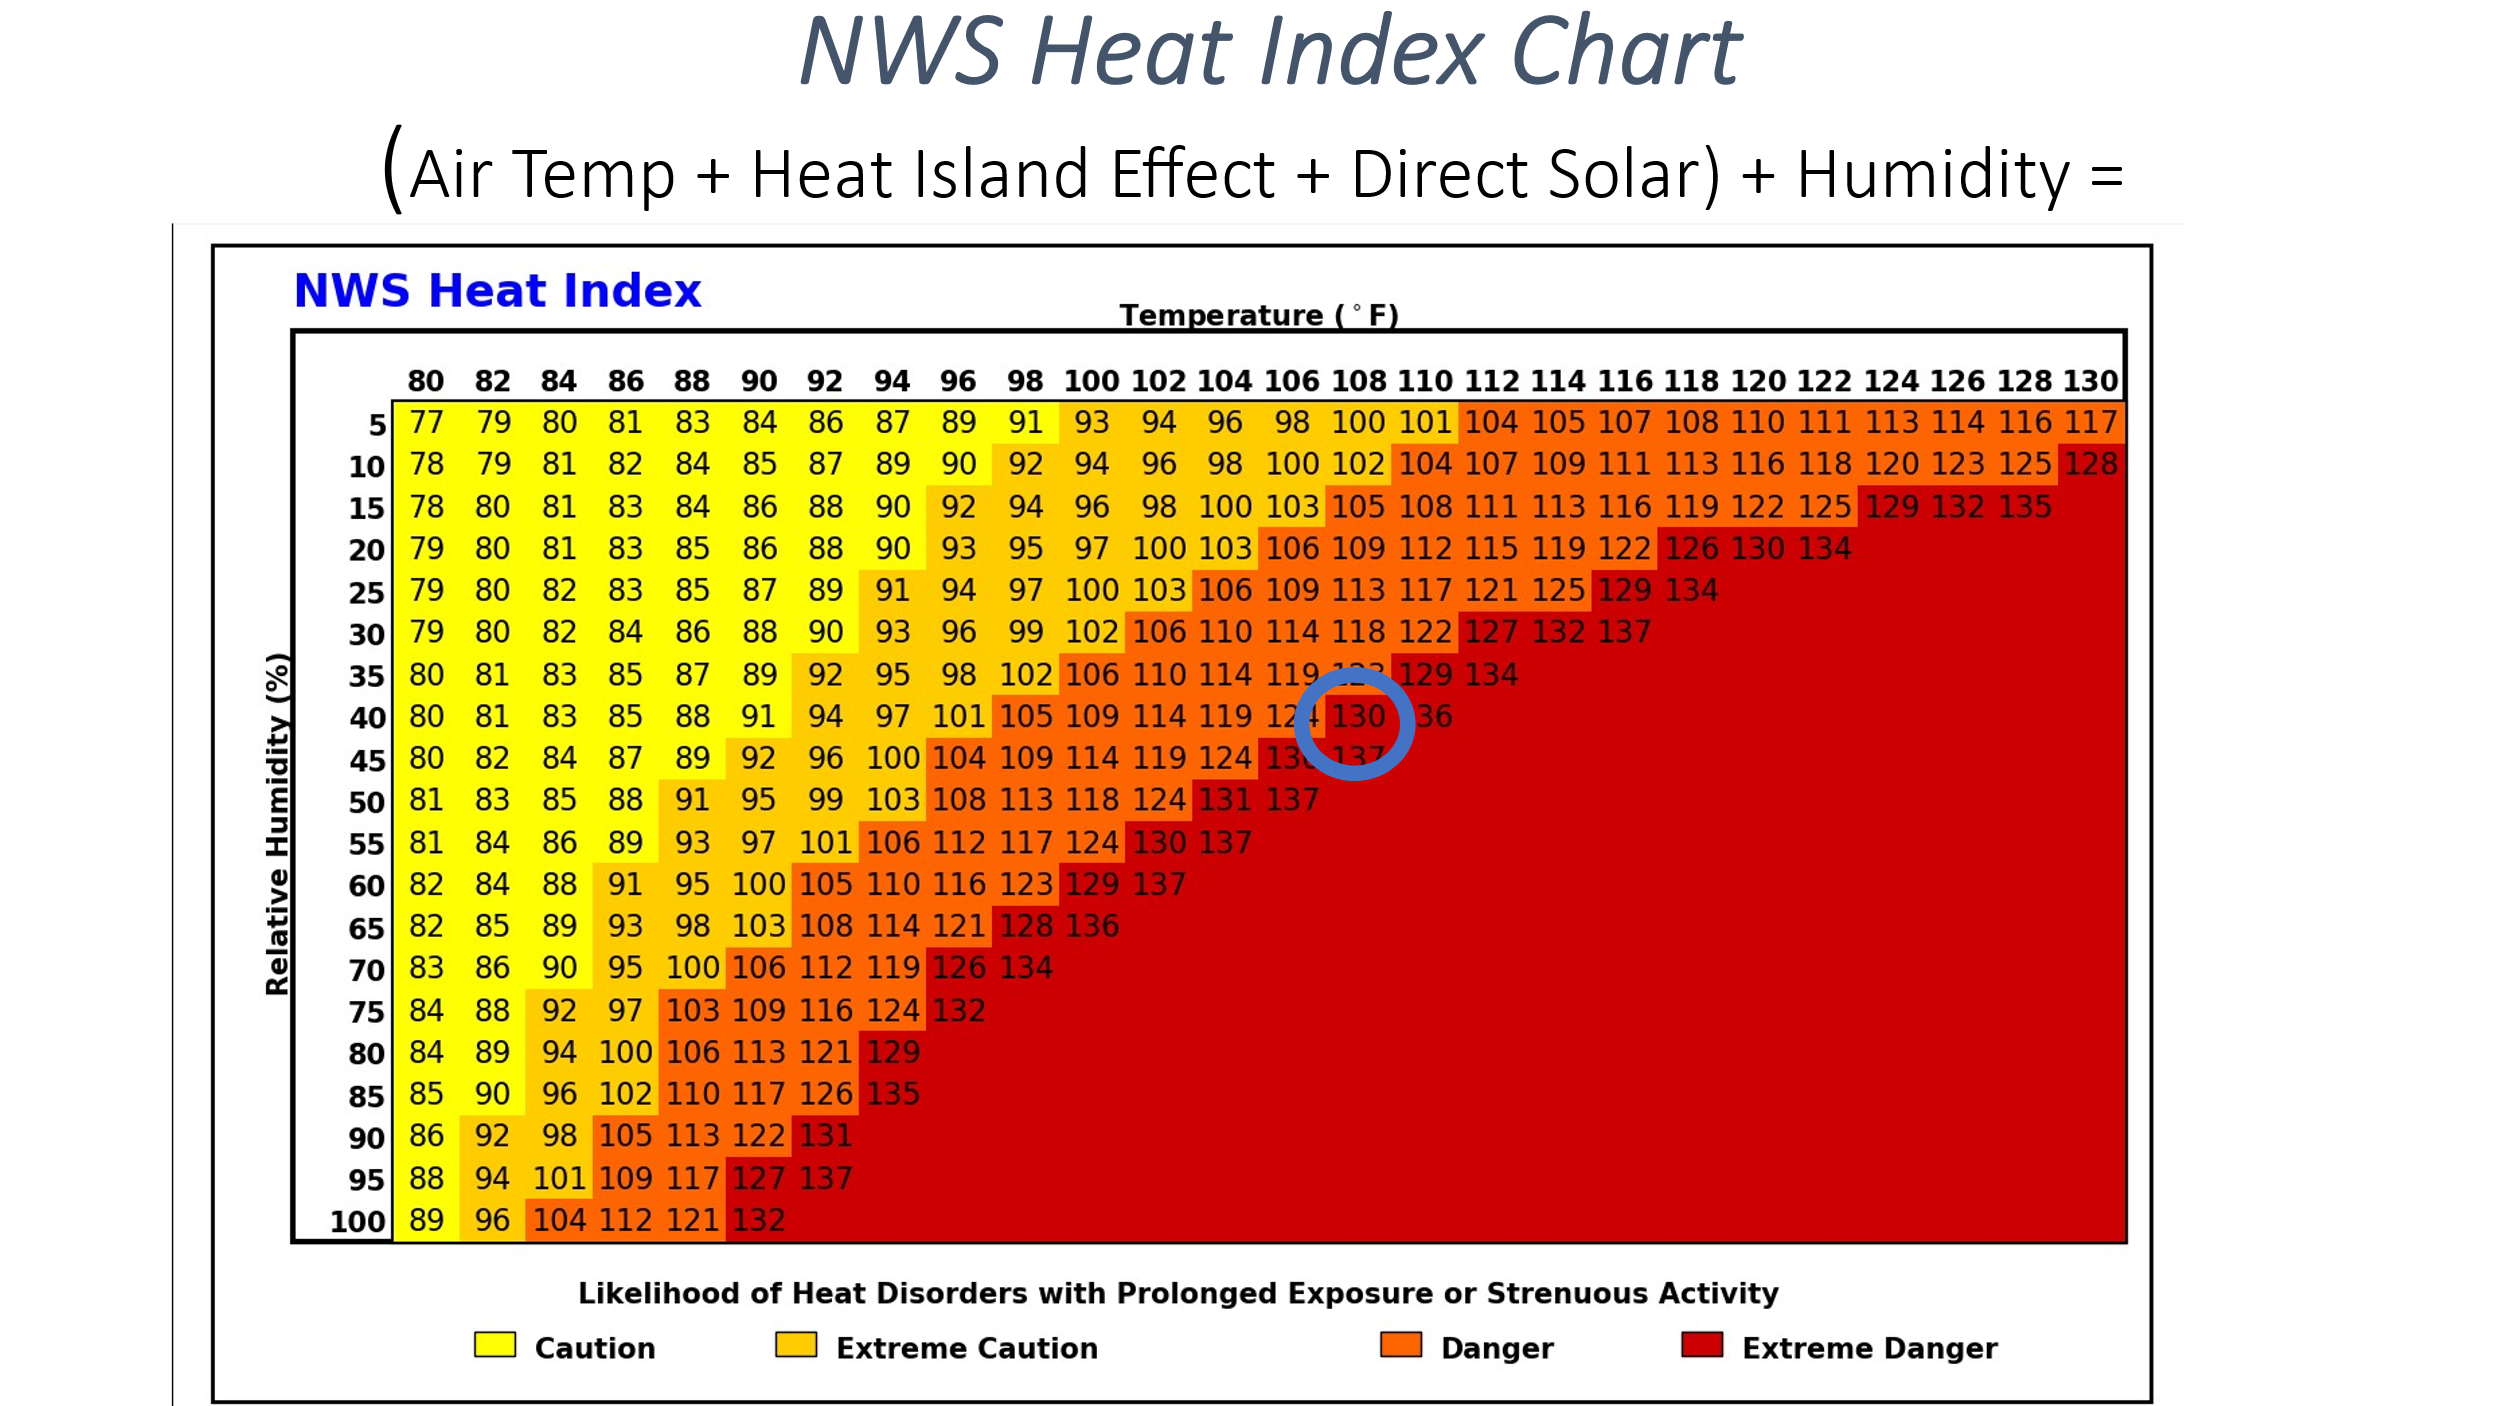 NWS Heat Index Chart
(Air Temp + Heat Island Effect + Direct Solar) + Humidity =
NWS Heat Index
Temperature (°F)
80 82 84 86 88 90 92 94 96 98 100 102 104 106 108 110 112 114 116 118 120 122 124 126 128 130
5 77 79 80 81 83 84 86 87 89 91 93 94 96 98 100 101 104 105 107 108 110 111 113 114 116 117
10 78 79 81 82 84 85 87 89 90 92 94 96 98 100 102 104 107 109 111 113 116 118 120 123 125 128
15 78 80 81 83 84 86 88 90 92 94 96 98 100 103 105 108 111 113 116 119 122 125 129 132 135
20 79 80 81 83 85 86 88 90 93 95 97 100 103 106 109 112 115 119 122 126 130 134
25 79 80 82 83 85 87 89 91 94 97 100 103 106 109 113 117 121 125 129 134
30 79 80 82 84 86 88 90 93 96 99 102 106 110 114 118 122 127 132 137
35 80 81 83 85 87 89 92 95 98 102 106 110 114 119 123 129 134
40 80 81 83 85 88 91 94 97 101 105 109 114 119 124 130 36
45 80 82 84 87 89 92 96 100 104 109 114 119 124 130 137
50 81 83 85 88 91 95 99 103 108 113 118 124 131 137
55 81 84 86 89 93 97 101 106 112 117 124 130 137
60 82 84 88 91 95 100 105 110 116 123 129 137
65 82 85 89 93 98 103 108 114 121 128 136
70 83 86 90 95 100 106 112 119 126 134
75 84 88 92 97 103 109 116 124 132
80 84 89 94 100 106 113 121 129
85 85 90 96 102 110 117 126 135
90 86 92 98 105 113 122 131
95 88 94 101 109 117 127 137
100 89 96 104 112 121 132
Relative Humidity (%)
Likelihood of Heat Disorders with Prolonged Exposure or Strenuous Activity
Caution Extreme Caution Danger Extreme Danger